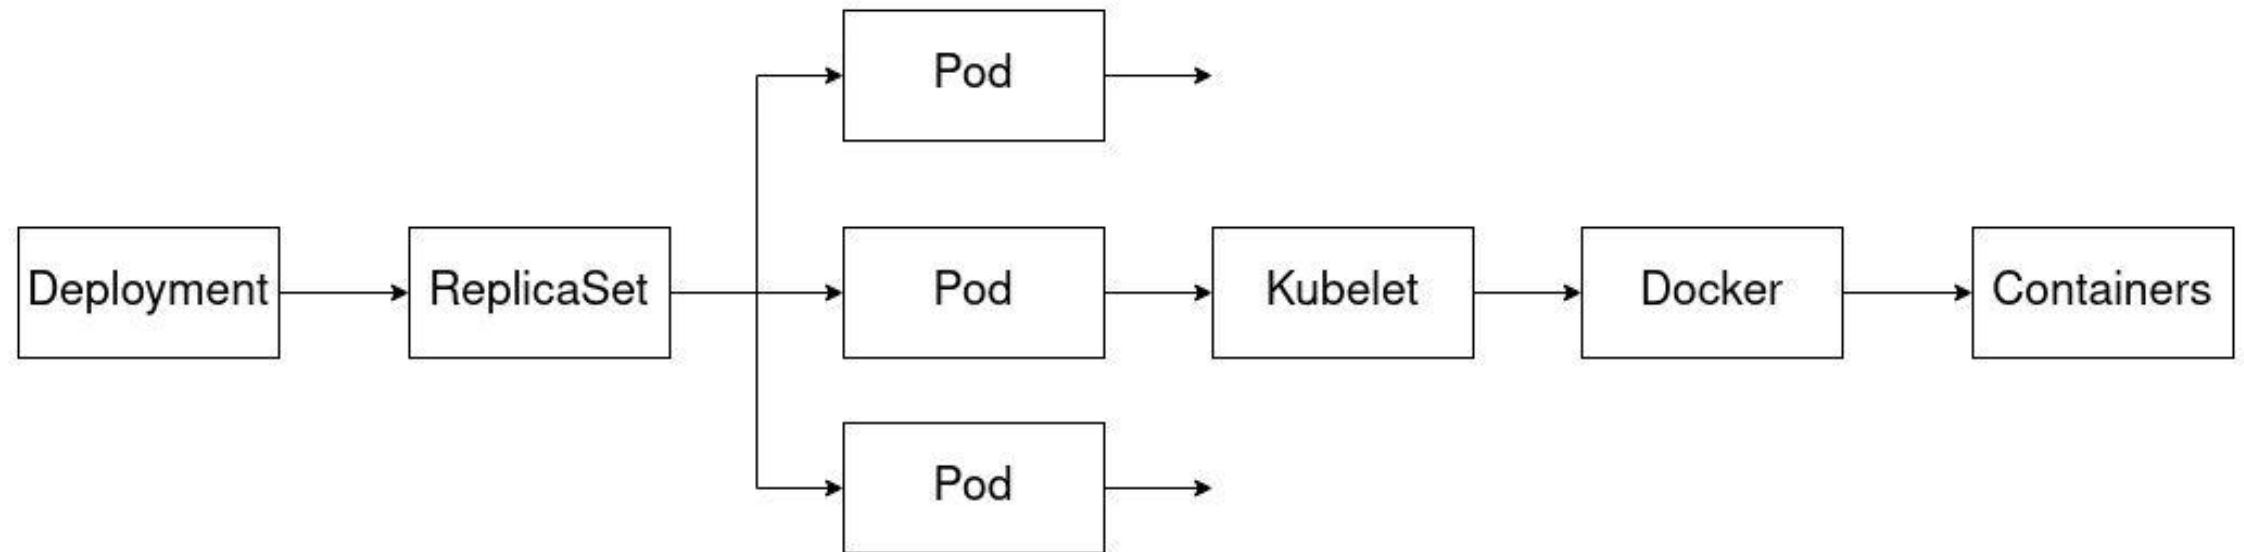 Pod
Deployment
ReplicaSet
Pod
Kubelet
Docker
Containers
Pod